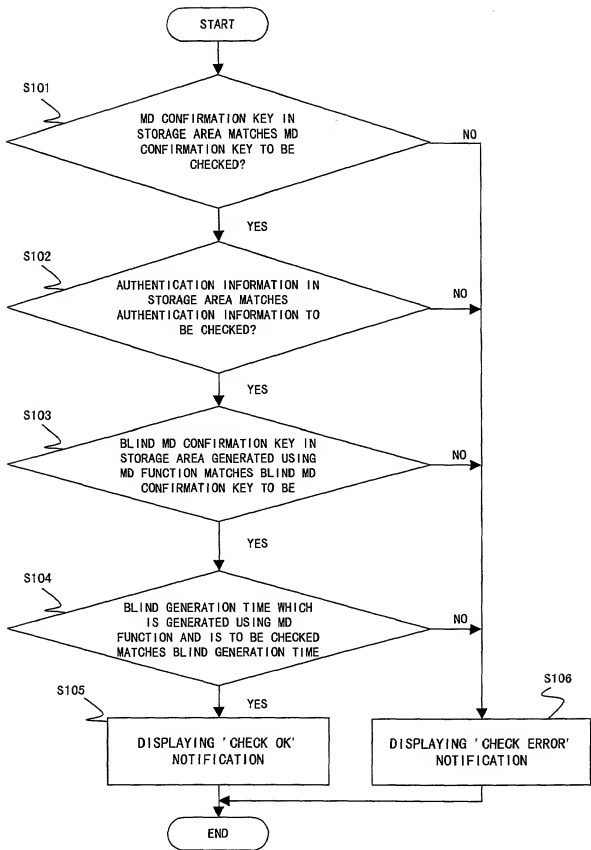 START
S101
MD CONFIRMATION KEY IN
STORAGE AREA MATCHES MD
CONFIRMATION KEY TO BE
CHECKED?
NO
YES
S102
AUTHENTICATION INFORMATION IN
STORAGE AREA MATCHES
AUTHENTICATION INFORMATION TO
BE CHECKED?
NO
YES
S103
BLIND MD CONFIRMATION KEY IN
STORAGE AREA GENERATED USING
MD FUNCTION MATCHES BLIND MD
CONFIRMATION KEY TO BE
NO
YES
S104
BLIND GENERATION TIME WHICH
IS GENERATED USING MD
FUNCTION AND IS TO BE CHECKED
MATCHES BLIND GENERATION TIME
NO
YES
S105
DISPLAYING 'CHECK OK'
NOTIFICATION
S106
DISPLAYING 'CHECK ERROR'
NOTIFICATION
END